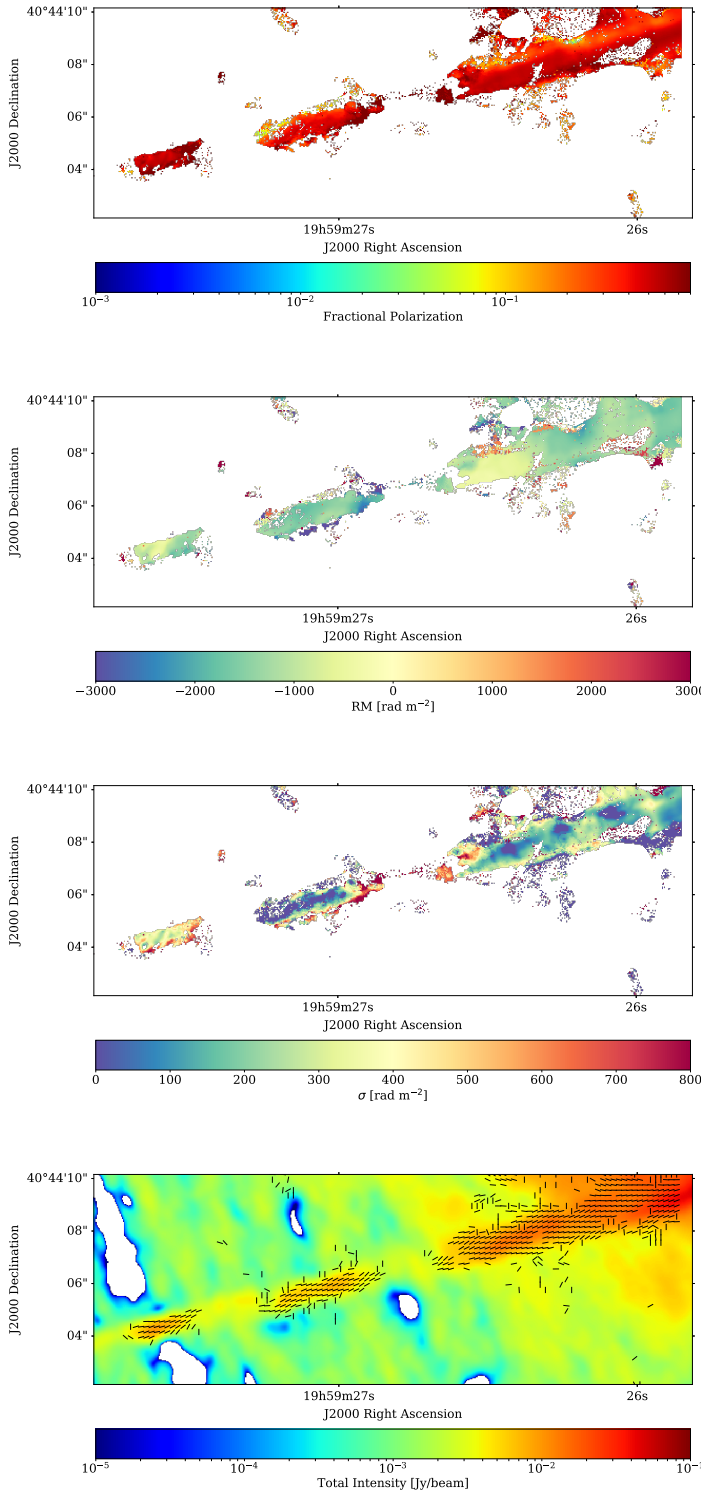 40°44'10"
08"
06"
04"
J2000 Declination
19h59m27s 26s
J2000 Right Ascension
10⁻³ 10⁻² 10⁻¹
Fractional Polarization
40°44'10"
08"
06"
04"
J2000 Declination
19h59m27s 26s
J2000 Right Ascension
−3000 −2000 −1000 0 1000 2000 3000
RM [rad m⁻²]
40°44'10"
08"
06"
04"
J2000 Declination
19h59m27s 26s
J2000 Right Ascension
0 100 200 300 400 500 600 700 800
σ [rad m⁻²]
40°44'10"
08"
06"
04"
J2000 Declination
19h59m27s 26s
J2000 Right Ascension
10⁻⁵ 10⁻⁴ 10⁻³ 10⁻² 10⁻
Total Intensity [Jy/beam]